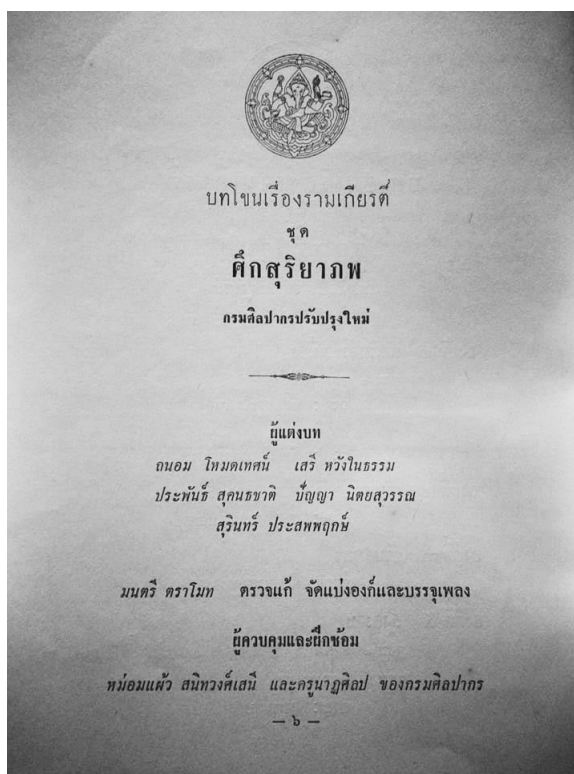 บทโขนเรื่องรามเกียรติ์
ชุด
ศึกสุริยาภพ
กรมศิลปากรปรับปรุงใหม่
ผู้แต่งบท
ถนอม โหมดเทศน์ เสรี หวังในธรรม
ประพันธ์ สุคนธชาติ ปัญญา นิตยสุวรรณ
สุรินทร์ ประสพพฤกษ์
มนตรี ตราโมท ตรวจแก้ จัดแบ่งองก์และบรรจุเพลง
ผู้ควบคุมและฝึกซ้อม
หม่อมแผ้ว สนิทวงศ์เสนี และครูนาฏศิลป ของกรมศิลปากร
— ๖ —